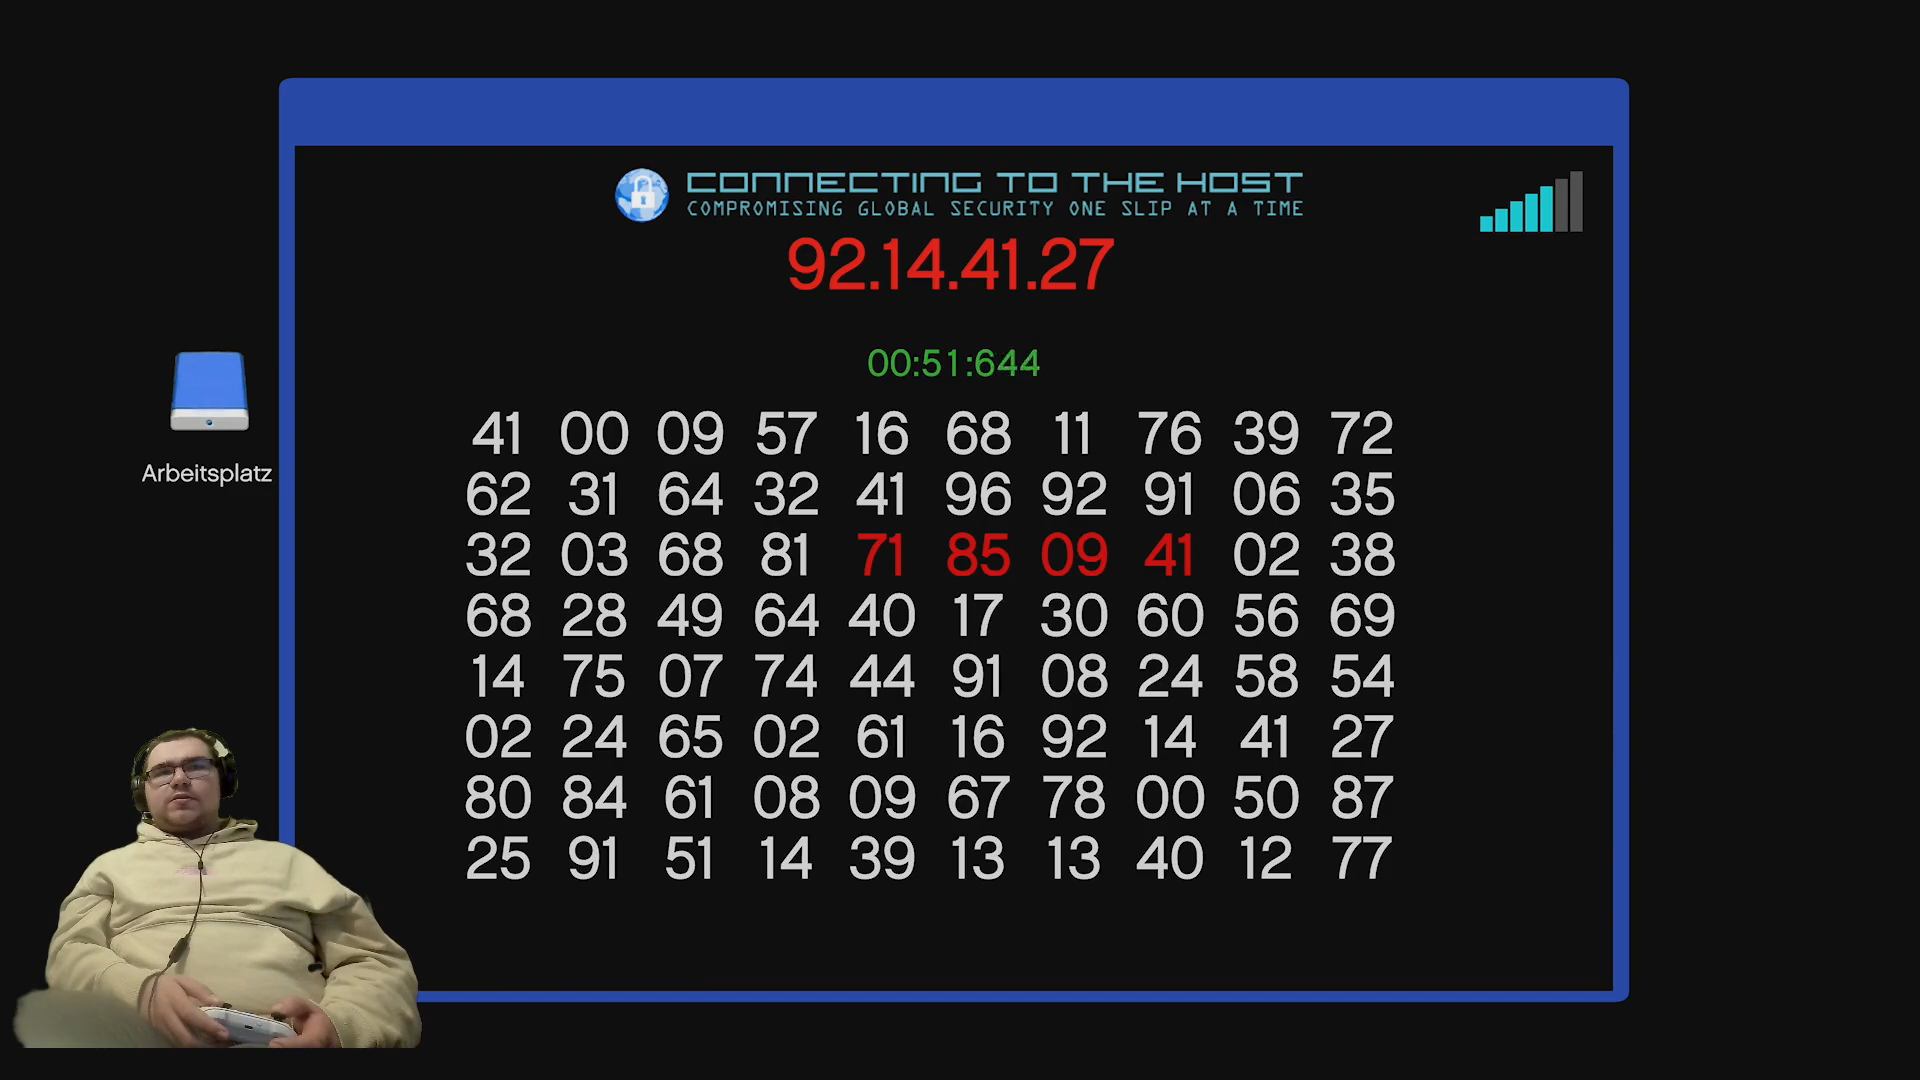 CONNECTING TO THE HOST
COMPROMISING GLOBAL SECURITY ONE SLIP AT A TIME
92.14.41.27
00:51:644
41 00 09 57 16 68 11 76 39 72
62 31 64 32 41 96 92 91 06 35
32 03 68 81 71 85 09 41 02 38
68 28 49 64 40 17 30 60 56 69
14 75 07 74 44 91 08 24 58 54
02 24 65 02 61 16 92 14 41 27
80 84 61 08 09 67 78 00 50 87
25 91 51 14 39 13 13 40 12 77
Arbeitsplatz